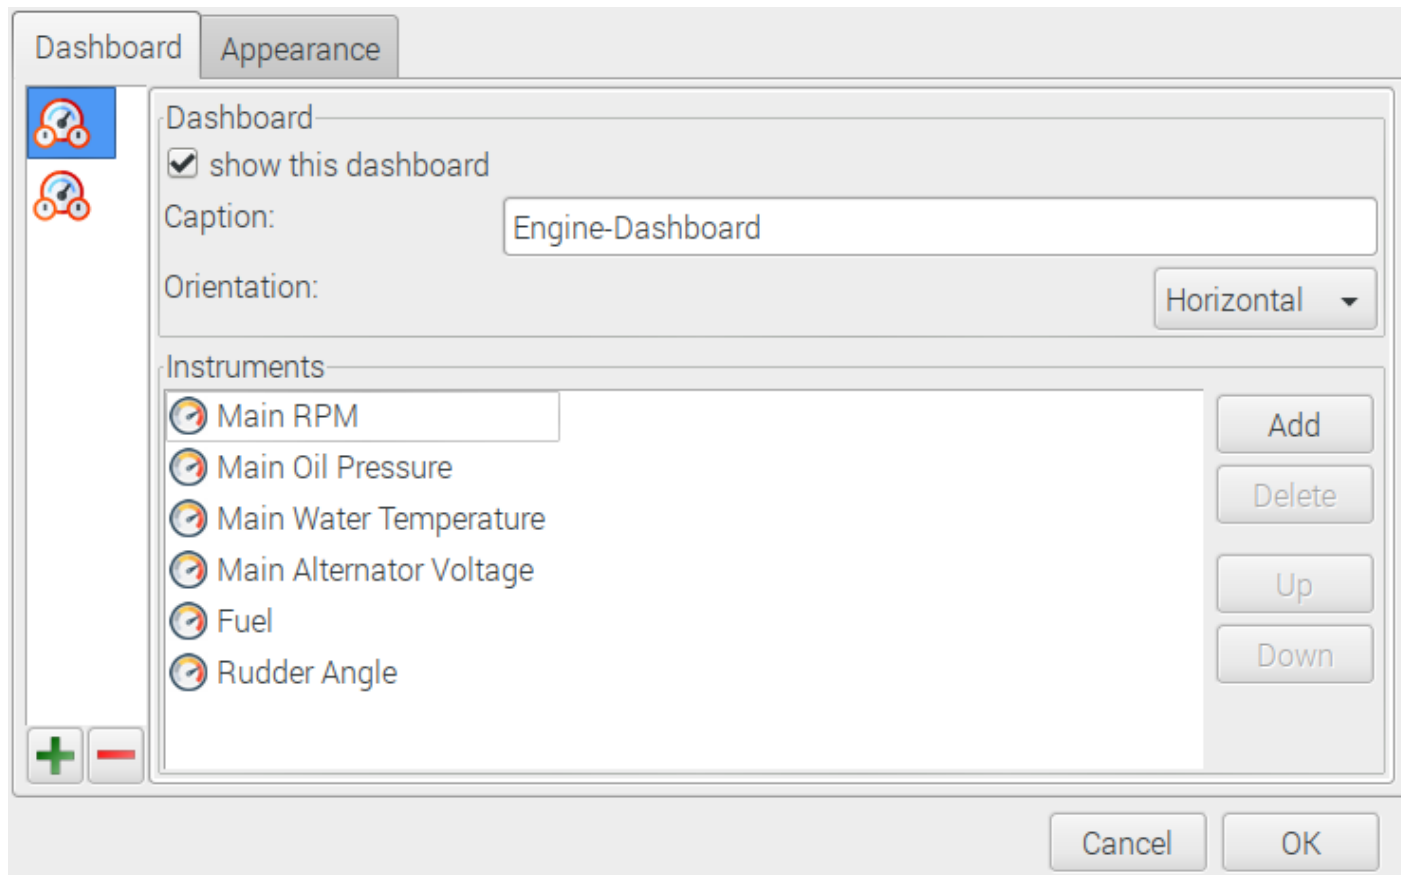 Dashboard Appearance
Dashboard
show this dashboard
Caption: Engine-Dashboard
Orientation: Horizontal
Instruments
Main RPM
Main Oil Pressure
Main Water Temperature
Main Alternator Voltage
Fuel
Rudder Angle
Add
Delete
Up
Down
Cancel OK